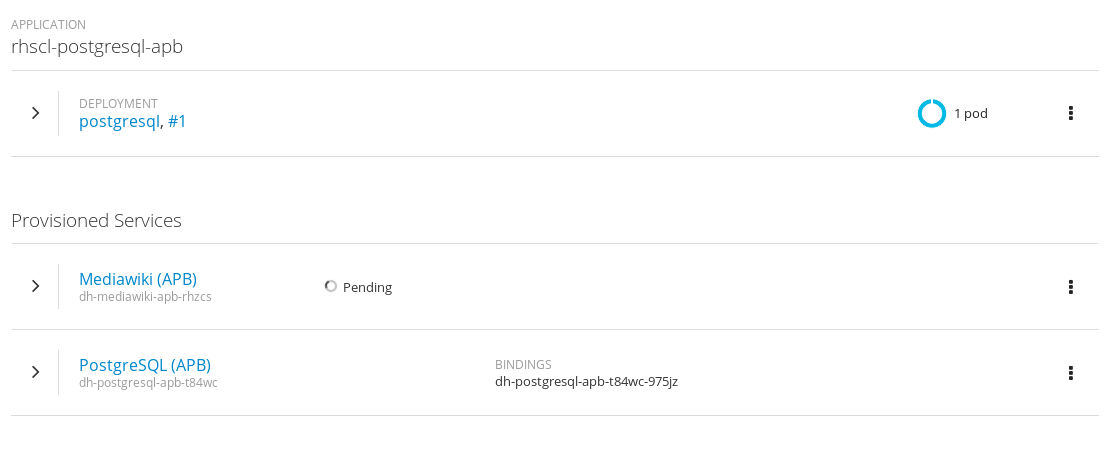 APPLICATION
rhscl-postgresql-apb
DEPLOYMENT
postgresql, #1
1 pod
Provisioned Services
Mediawiki (APB)
dh-mediawiki-apb-rhzcs
Pending
PostgreSQL (APB)
dh-postgresql-apb-t84wc
BINDINGS
dh-postgresql-apb-t84wc-975jz